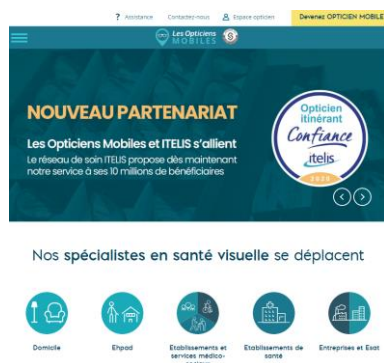 ? Assistance Contactez-nous Espace opticien Devenez OPTICIEN MOBILE
Les Opticiens
MOBILES
NOUVEAU PARTENARIAT
Les Opticiens Mobiles et ITELIS s'allient
Le réseau de soin ITELIS propose dès maintenant
notre service à ses 10 millions de bénéficiaires
Opticien
itinérant
Confiance
itelis
2020
Nos spécialistes en santé visuelle se déplacent
Domicile
Ehpad
Etablissements et
services médico-
Etablissements de
santé
Entreprises et Esat